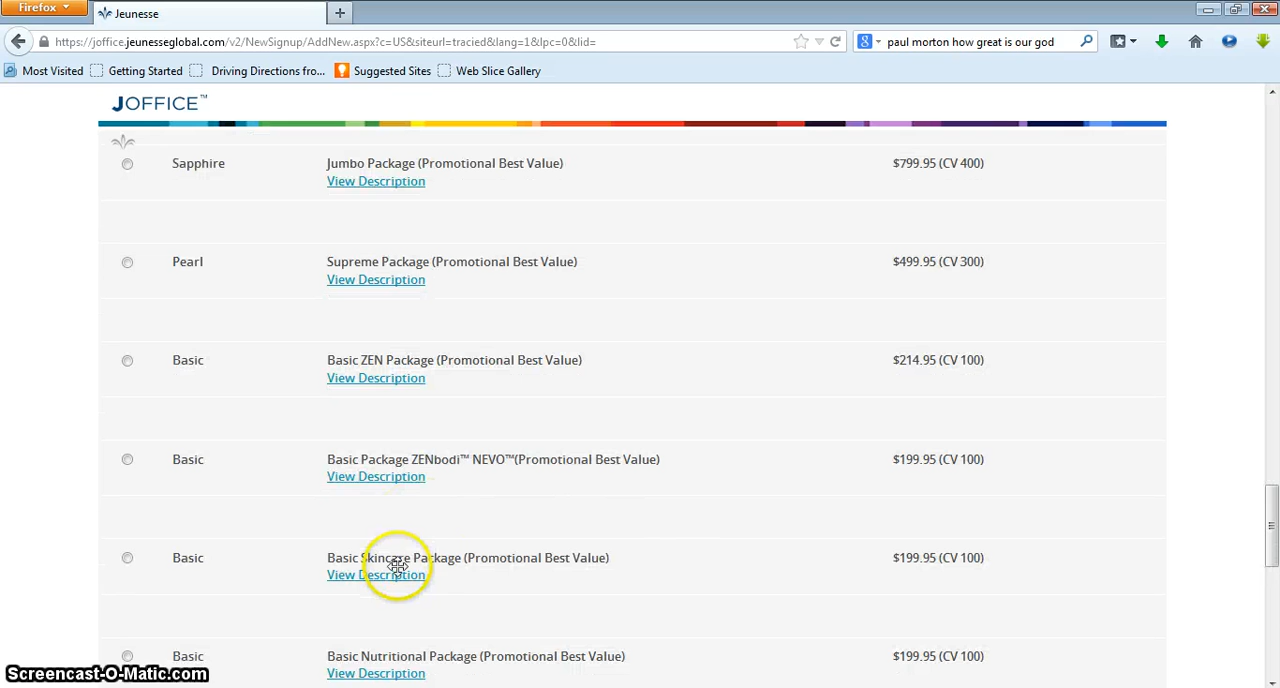 Firefox
Jeunesse
https://joffice.jeunesseglobal.com/v2/NewSignup/AddNew.aspx?c=US&siteurl=trained&lang=1&lpc=0&lid=
paul morton how great is our god
Most Visited Getting Started Driving Directions fro... Suggested Sites Web Slice Gallery
JOFFICE™
Sapphire Jumbo Package (Promotional Best Value) $799.95 (CV 400)
View Description
Pearl Supreme Package (Promotional Best Value) $499.95 (CV 300)
View Description
Basic Basic ZEN Package (Promotional Best Value) $214.95 (CV 100)
View Description
Basic Basic Package ZENbodi™ NEVO™(Promotional Best Value) $199.95 (CV 100)
View Description
Basic Basic Skincare Package (Promotional Best Value) $199.95 (CV 100)
View Description
Basic Basic Nutritional Package (Promotional Best Value) $199.95 (CV 100)
View Description
Screencast-O-Matic.com